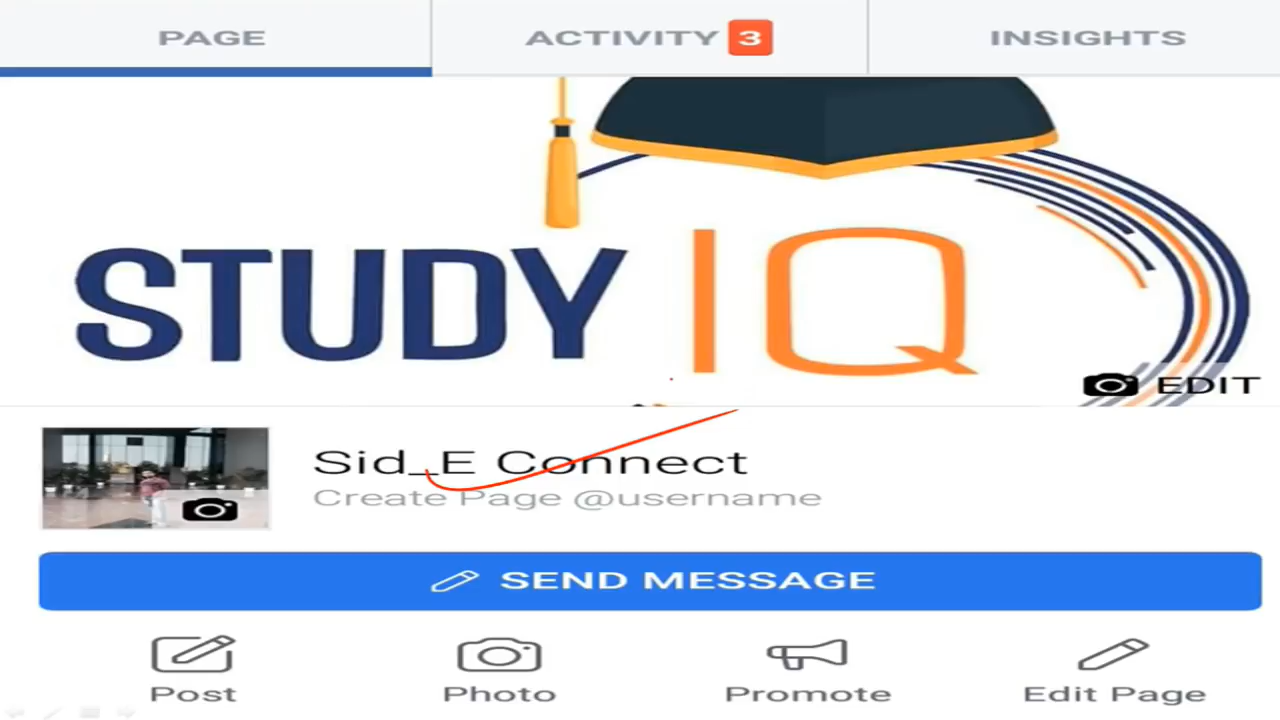 PAGE ACTIVITY 3 INSIGHTS
STUDY IQ
EDIT
Sid_E Connect
Create Page @username
SEND MESSAGE
Post Photo Promote Edit Page